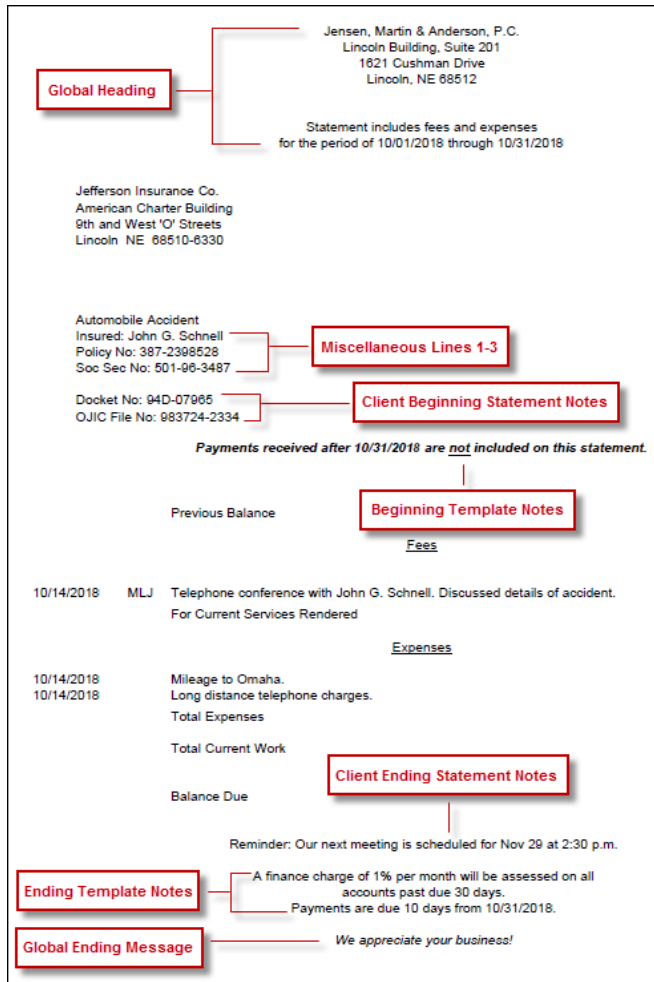 Jensen, Martin & Anderson, P.C.
Lincoln Building, Suite 201
1621 Cushman Drive
Lincoln, NE 68512
Global Heading
Statement includes fees and expenses
for the period of 10/01/2018 through 10/31/2018
Jefferson Insurance Co.
American Charter Building
9th and West 'O' Streets
Lincoln NE 68510-6330
Automobile Accident
Insured: John G. Schnell
Policy No: 387-2398528
Soc Sec No: 501-96-3487
Miscellaneous Lines 1-3
Docket No: 94D-07965
OJIC File No: 983724-2334
Client Beginning Statement Notes
Payments received after 10/31/2018 are not included on this statement.
Beginning Template Notes
Previous Balance
Fees
10/14/2018 MLJ Telephone conference with John G. Schnell. Discussed details of accident.
For Current Services Rendered
Expenses
10/14/2018 Mileage to Omaha.
10/14/2018 Long distance telephone charges.
Total Expenses
Total Current Work
Client Ending Statement Notes
Balance Due
Reminder: Our next meeting is scheduled for Nov 29 at 2:30 p.m.
Ending Template Notes
A finance charge of 1% per month will be assessed on all
accounts past due 30 days.
Payments are due 10 days from 10/31/2018.
Global Ending Message
We appreciate your business!